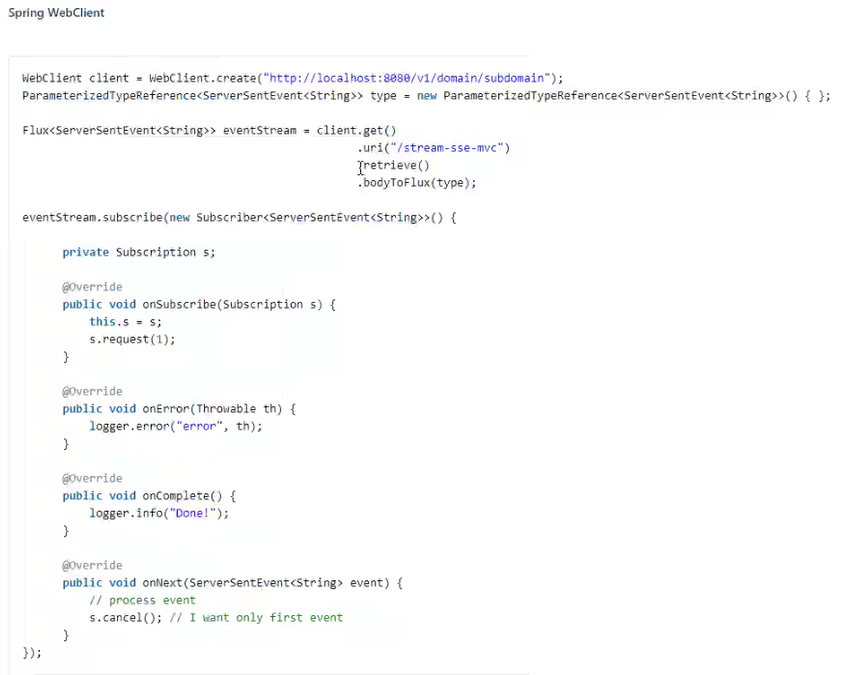 Spring WebClient
WebClient client = WebClient.create("http://localhost:8080/v1/domain/subdomain");
ParameterizedTypeReference<ServerSentEvent<String>> type = new ParameterizedTypeReference<ServerSentEvent<String>>() { };
Flux<ServerSentEvent<String>> eventStream = client.get()
.uri("/stream-sse-mvc")
.retrieve()
.bodyToFlux(type);
eventStream.subscribe(new Subscriber<ServerSentEvent<String>>() {
private Subscription s;
@Override
public void onSubscribe(Subscription s) {
this.s = s;
s.request(1);
}
@Override
public void onError(Throwable th) {
logger.error("error", th);
}
@Override
public void onComplete() {
logger.info("Done!");
}
@Override
public void onNext(ServerSentEvent<String> event) {
// process event
s.cancel(); // I want only first event
}
});